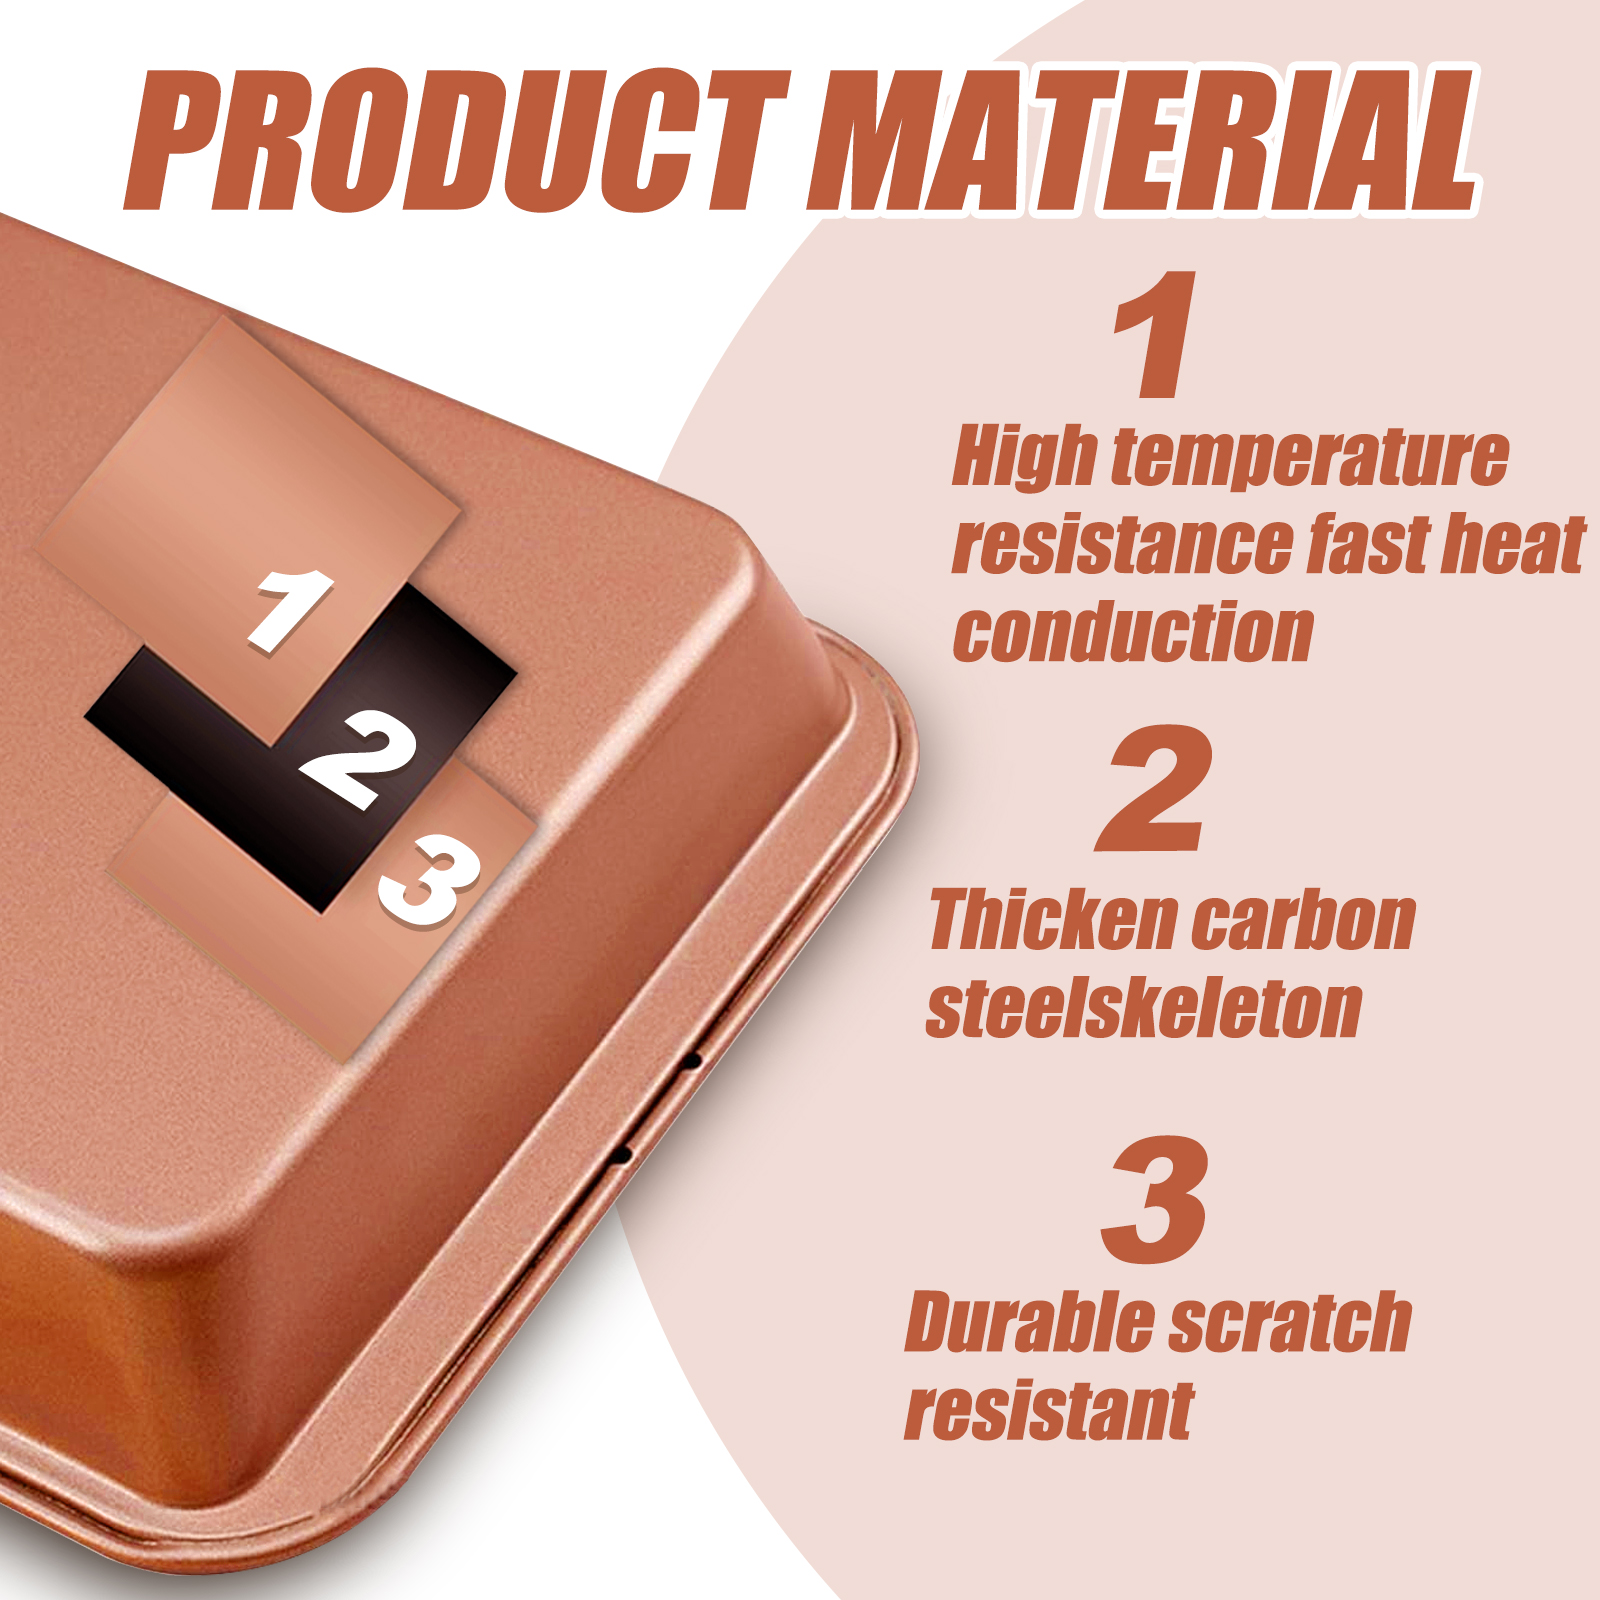 PRODUCT MATERIAL
1
High temperature
resistance fast heat
conduction
2
Thicken carbon
steelskeleton
3
Durable scratch
resistant
1
2
3